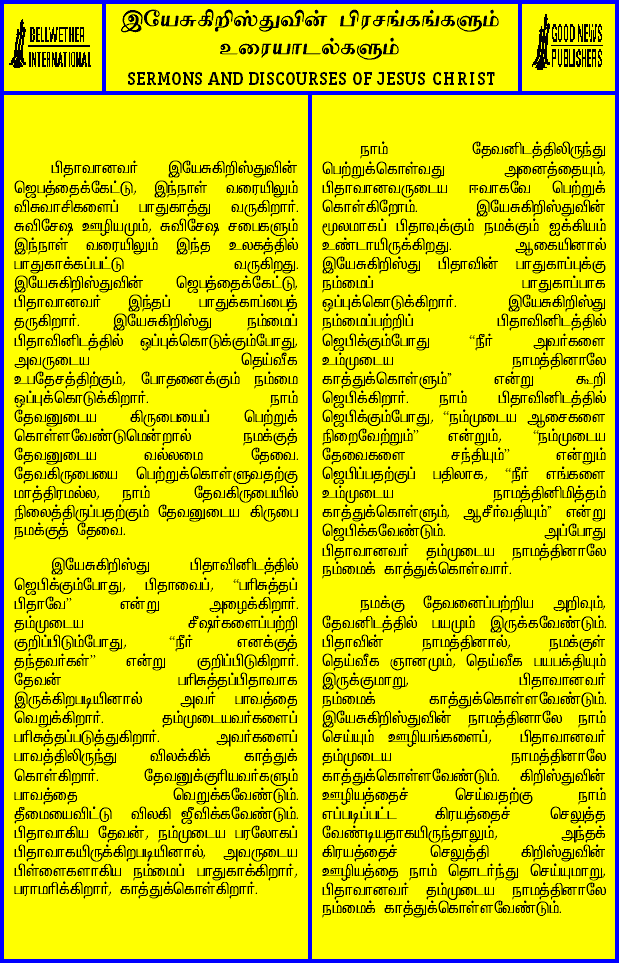 BELLWETHER
INTERNATIONAL
இயேசுகிறிஸ்துவின் பிரசங்கங்களும்
உரையாடல்களும்
SERMONS AND DISCOURSES OF JESUS CHRIST
GOOD NEWS
PUBLISHERS
பிதாவானவர் இயேசுகிறிஸ்துவின்
ஜெபத்தைக்கேட்டு, இந்நாள் வரையிலும்
விசுவாசிகளைப் பாதுகாத்து வருகிறார்.
சுவிசேஷ ஊழியமும், சுவிசேஷ சபைகளும்
இந்நாள் வரையிலும் இந்த உலகத்தில்
பாதுகாக்கப்பட்டு வருகிறது.
இயேசுகிறிஸ்துவின் ஜெபத்தைக்கேட்டு,
பிதாவானவர் இந்தப் பாதுக்காப்பைத்
தருகிறார். இயேசுகிறிஸ்து நம்மைப்
பிதாவினிடத்தில் ஒப்புக்கொடுக்கும்போது,
அவருடைய தெய்வீக
உபதேசத்திற்கும், போதனைக்கும் நம்மை
ஒப்புக்கொடுக்கிறார். நாம்
தேவனுடைய கிருபையைப் பெற்றுக்
கொள்ளவேண்டுமென்றால் நமக்குத்
தேவனுடைய வல்லமை தேவை.
தேவகிருபையை பெற்றுக்கொள்ளுவதற்கு
மாத்திரமல்ல, நாம் தேவகிருபையில்
நிலைத்திருப்பதற்கும் தேவனுடைய கிருபை
நமக்குத் தேவை.
இயேசுகிறிஸ்து பிதாவினிடத்தில்
ஜெபிக்கும்போது, பிதாவைப், “பரிசுத்தப்
பிதாவே” என்று அழைக்கிறார்.
தம்முடைய சீஷர்களைப்பற்றி
குறிப்பிடும்போது, “நீர் எனக்குத்
தந்தவர்கள்” என்று குறிப்பிடுகிறார்.
தேவன் பரிசுத்தப்பிதாவாக
இருக்கிறபடியினால் அவர் பாவத்தை
வெறுக்கிறார். தம்முடையவர்களைப்
பரிசுத்தப்படுத்துகிறார். அவர்களைப்
பாவத்திலிருந்து விலக்கிக் காத்துக்
கொள்கிறார். தேவனுக்குரியவர்களும்
பாவத்தை வெறுக்கவேண்டும்.
தீமையைவிட்டு விலகி ஜீவிக்கவேண்டும்.
பிதாவாகிய தேவன், நம்முடைய பரலோகப்
பிதாவாகயிருக்கிறபடியினால், அவருடைய
பிள்ளைகளாகிய நம்மைப் பாதுகாக்கிறார்,
பராமரிக்கிறார், காத்துக்கொள்கிறார்.
நாம் தேவனிடத்திலிருந்து
பெற்றுக்கொள்வது அனைத்தையும்,
பிதாவானவருடைய ஈவாகவே பெற்றுக்
கொள்கிறோம். இயேசுகிறிஸ்துவின்
மூலமாகப் பிதாவுக்கும் நமக்கும் ஐக்கியம்
உண்டாயிருக்கிறது. ஆகையினால்
இயேசுகிறிஸ்து பிதாவின் பாதுகாப்புக்கு
நம்மைப் பாதுகாப்பாக
ஒப்புக்கொடுக்கிறார். இயேசுகிறிஸ்து
நம்மைப்பற்றிப் பிதாவினிடத்தில்
ஜெபிக்கும்போது “நீர் அவர்களை
உம்முடைய நாமத்தினாலே
காத்துக்கொள்ளும்” என்று கூறி
ஜெபிக்கிறார். நாம் பிதாவினிடத்தில்
ஜெபிக்கும்போது, “நம்முடைய ஆசைகளை
நிறைவேற்றும்” என்றும், “நம்முடைய
தேவைகளை சந்தியும்” என்றும்
ஜெபிப்பதற்குப் பதிலாக, “நீர் எங்களை
உம்முடைய நாமத்தினிமித்தம்
காத்துக்கொள்ளும், ஆசீர்வதியும்” என்று
ஜெபிக்கவேண்டும். அப்போது
பிதாவானவர் தம்முடைய நாமத்தினாலே
நம்மைக் காத்துக்கொள்வார்.
நமக்கு தேவனைப்பற்றிய அறிவும்,
தேவனிடத்தில் பயமும் இருக்கவேண்டும்.
பிதாவின் நாமத்தினால், நமக்குள்
தெய்வீக ஞானமும், தெய்வீக பயபக்தியும்
இருக்குமாறு, பிதாவானவர்
நம்மைக் காத்துக்கொள்ளவேண்டும்.
இயேசுகிறிஸ்துவின் நாமத்தினாலே நாம்
செய்யும் ஊழியங்களைப், பிதாவானவர்
தம்முடைய நாமத்தினாலே
காத்துக்கொள்ளவேண்டும். கிறிஸ்துவின்
ஊழியத்தைச் செய்வதற்கு நாம்
எப்படிப்பட்ட கிரயத்தைச் செலுத்த
வேண்டியதாகயிருந்தாலும், அந்தக்
கிரயத்தைச் செலுத்தி கிறிஸ்துவின்
ஊழியத்தை நாம் தொடர்ந்து செய்யுமாறு,
பிதாவானவர் தம்முடைய நாமத்தினாலே
நம்மைக் காத்துக்கொள்ளவேண்டும்.